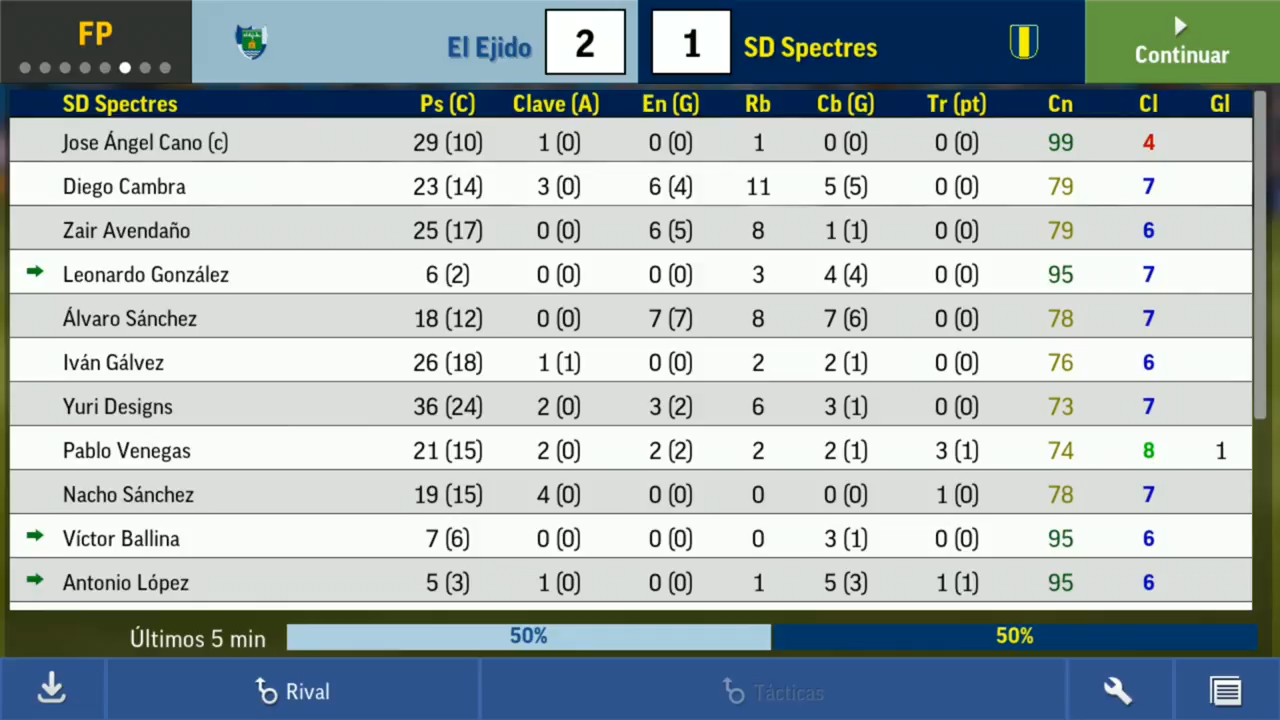 FP El Ejido 2 1 SD Spectres Continuar
SD Spectres Ps (C) Clave (A) En (G) Rb Cb (G) Tr (pt) Cn Cl Gl
Jose Ángel Cano (c) 29 (10) 1 (0) 0 (0) 1 0 (0) 0 (0) 99 4
Diego Cambra 23 (14) 3 (0) 6 (4) 11 5 (5) 0 (0) 79 7
Zair Avendaño 25 (17) 0 (0) 6 (5) 8 1 (1) 0 (0) 79 6
Leonardo González 6 (2) 0 (0) 0 (0) 3 4 (4) 0 (0) 95 7
Álvaro Sánchez 18 (12) 0 (0) 7 (7) 8 7 (6) 0 (0) 78 7
Iván Gálvez 26 (18) 1 (1) 0 (0) 2 2 (1) 0 (0) 76 6
Yuri Designs 36 (24) 2 (0) 3 (2) 6 3 (1) 0 (0) 73 7
Pablo Venegas 21 (15) 2 (0) 2 (2) 2 2 (1) 3 (1) 74 8 1
Nacho Sánchez 19 (15) 4 (0) 0 (0) 0 0 (0) 1 (0) 78 7
Víctor Ballina 7 (6) 0 (0) 0 (0) 0 3 (1) 0 (0) 95 6
Antonio López 5 (3) 1 (0) 0 (0) 1 5 (3) 1 (1) 95 6
Últimos 5 min 50% 50%
Rival Tácticas